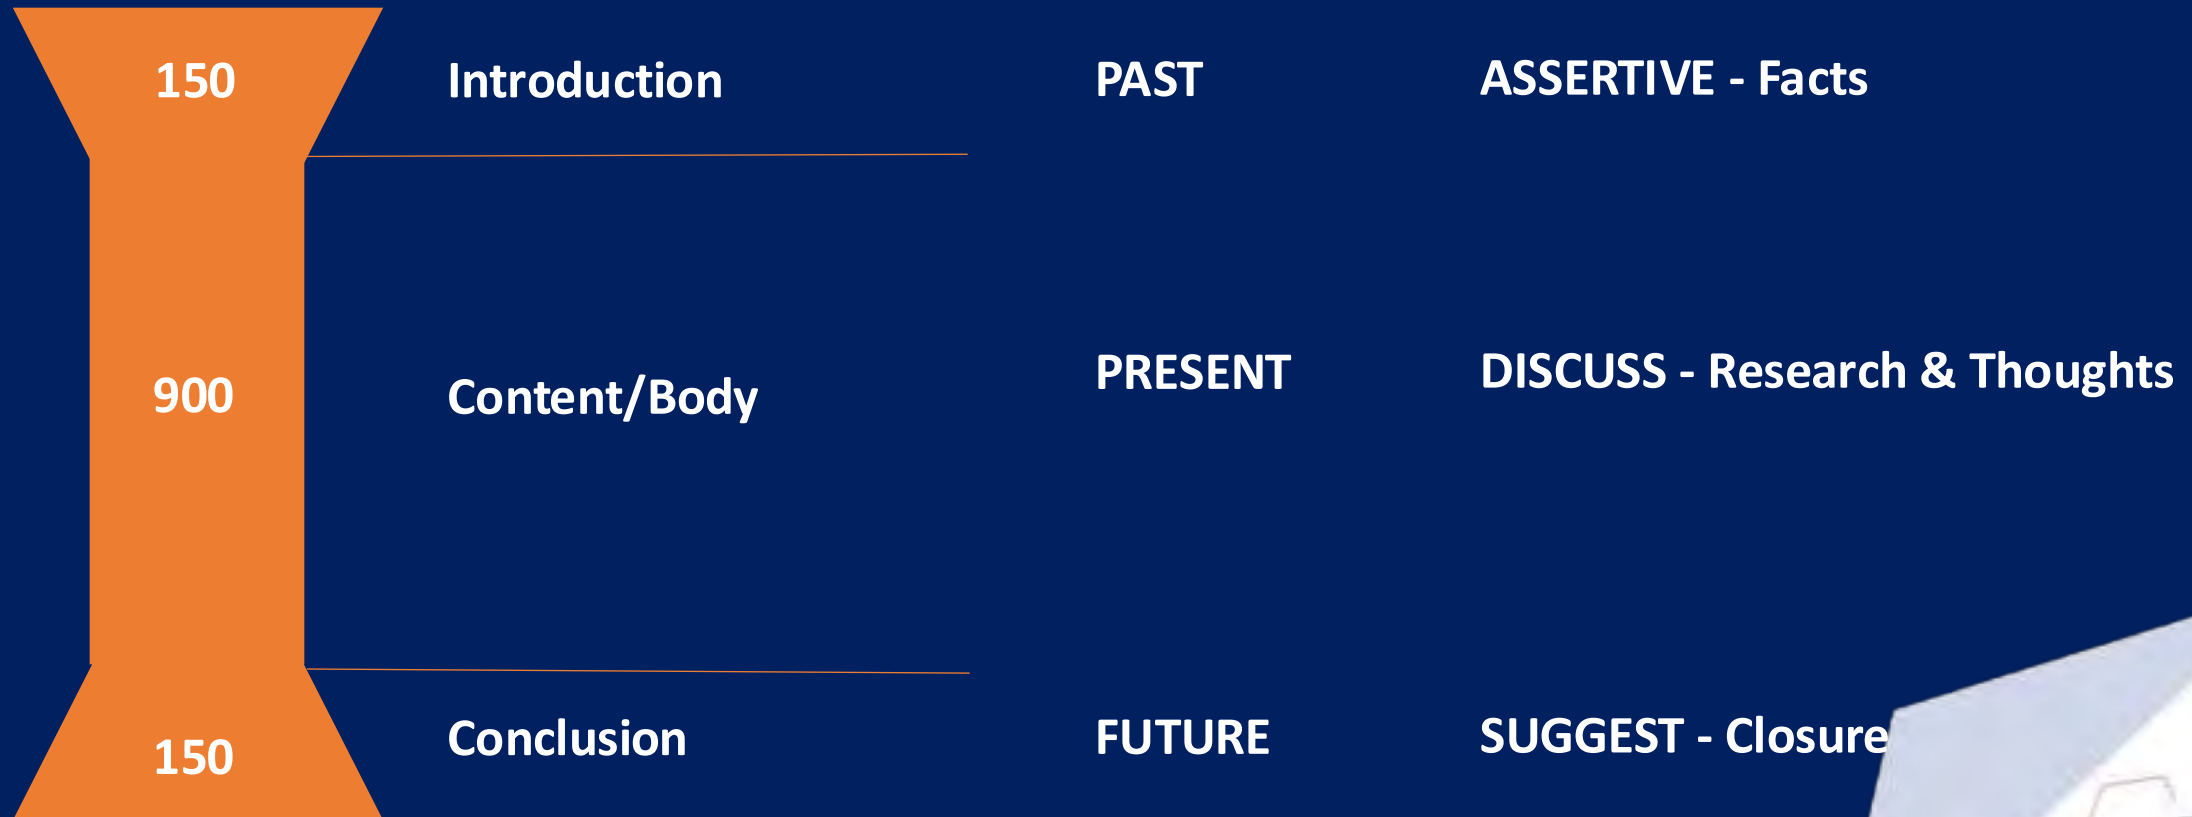 150 Introduction PAST ASSERTIVE - Facts
900 Content/Body PRESENT DISCUSS - Research & Thoughts
150 Conclusion FUTURE SUGGEST - Closure